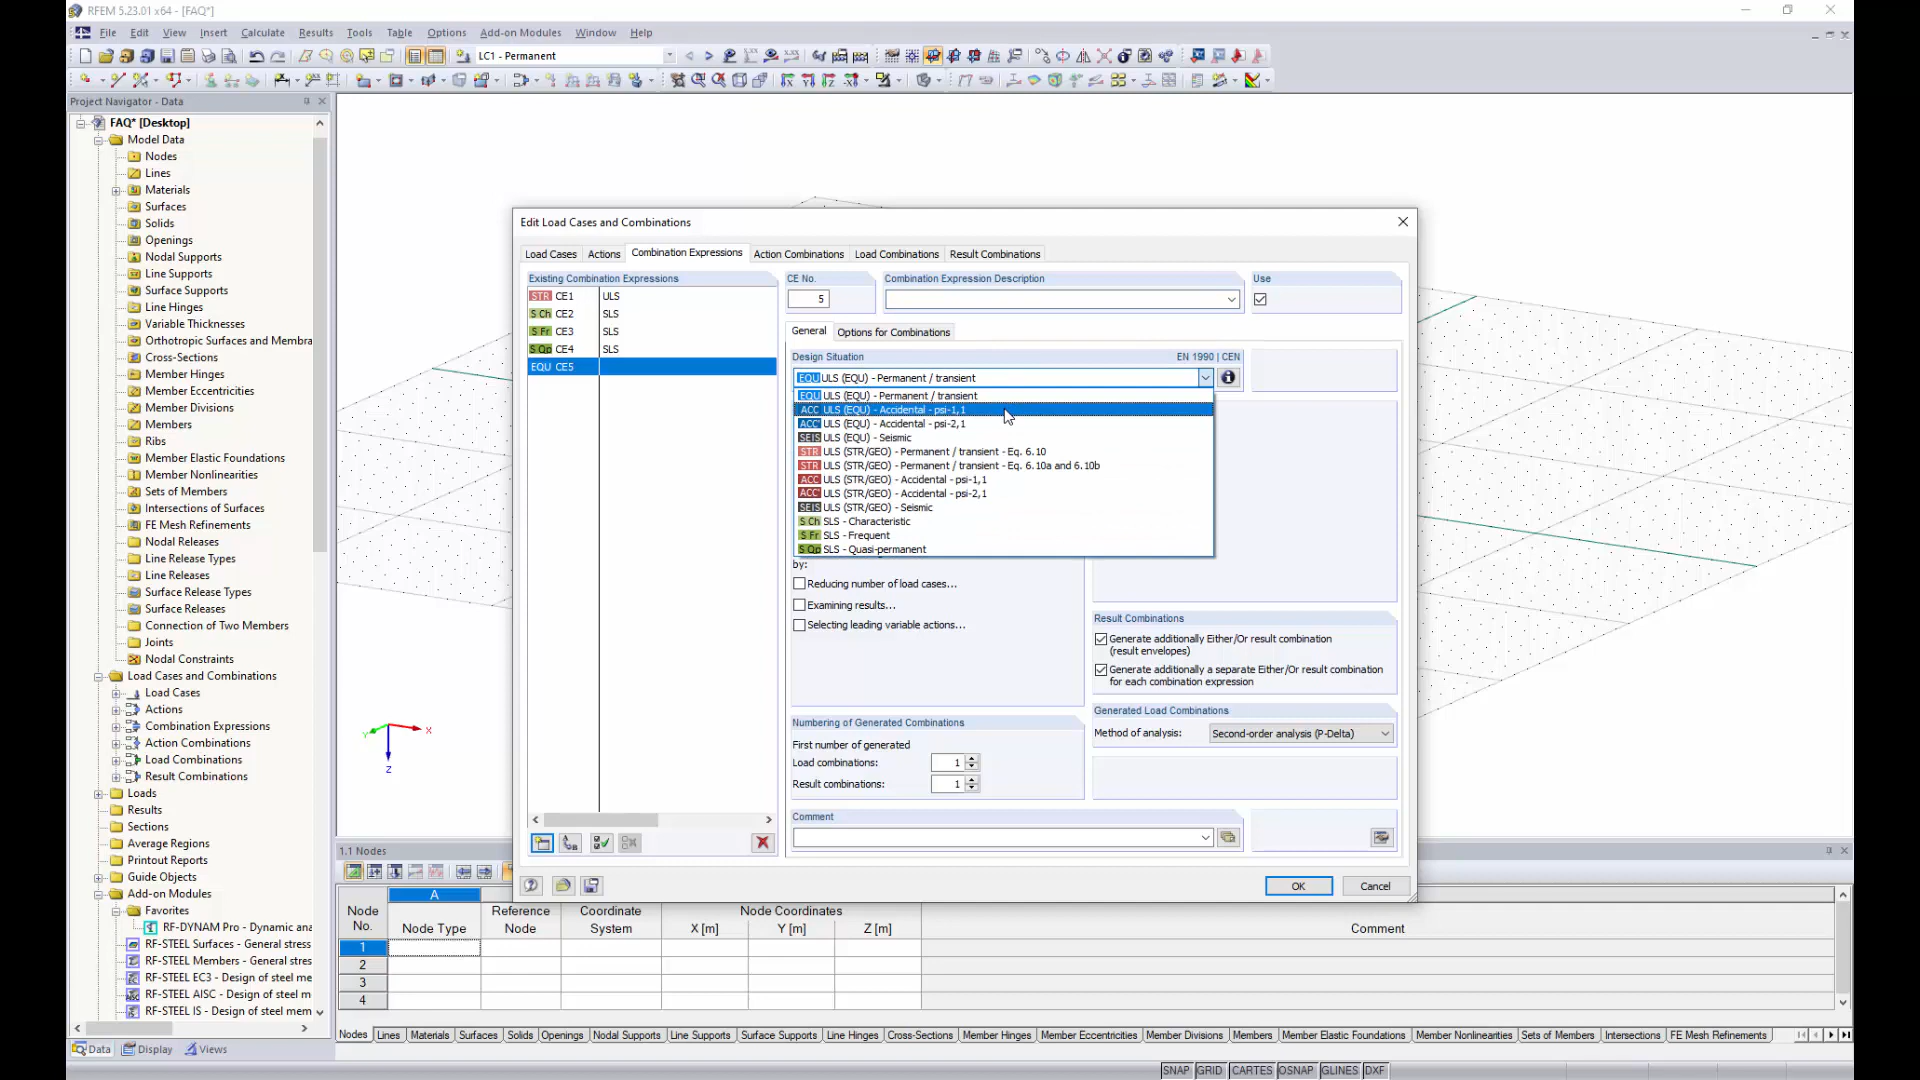 RFEM 5.23.01 x64 - [FAQ*]
File Edit View Insert Calculate Results Tools Table Options Add-on Modules Window Help
LC1 - Permanent
Project Navigator - Data
FAQ* [Desktop]
Model Data
Nodes
Lines
Materials
Surfaces
Solids
Openings
Nodal Supports
Line Supports
Surface Supports
Line Hinges
Variable Thicknesses
Orthotropic Surfaces and Membra
Cross-Sections
Member Hinges
Member Eccentricities
Member Divisions
Members
Ribs
Member Elastic Foundations
Member Nonlinearities
Sets of Members
Intersections of Surfaces
FE Mesh Refinements
Nodal Releases
Line Release Types
Line Releases
Surface Release Types
Surface Releases
Connection of Two Members
Joints
Nodal Constraints
Load Cases and Combinations
Load Cases
Actions
Combination Expressions
Action Combinations
Load Combinations
Result Combinations
Loads
Results
Sections
Average Regions
Printout Reports
Guide Objects
Add-on Modules
Favorites
RF-DYNAM Pro - Dynamic ana
RF-STEEL Surfaces - General stress
RF-STEEL Members - General stres
RF-STEEL EC3 - Design of steel me
RF-STEEL AISC - Design of steel m
RF-STEEL IS - Design of steel mem
Data Display Views
Edit Load Cases and Combinations
Load Cases Actions Combination Expressions Action Combinations Load Combinations Result Combinations
Existing Combination Expressions
STR CE1 ULS
S Ch CE2 SLS
S Fr CE3 SLS
S Qp CE4 SLS
EQU CE5
CE No.
5
Combination Expression Description
Use
General Options for Combinations
Design Situation EN 1990 | CEN
EQU ULS (EQU) - Permanent / transient
EQU ULS (EQU) - Permanent / transient
ACC ULS (EQU) - Accidental - psi-1,1
ACC' ULS (EQU) - Accidental - psi-2,1
SEIS ULS (EQU) - Seismic
STR ULS (STR/GEO) - Permanent / transient - Eq. 6.10
STR ULS (STR/GEO) - Permanent / transient - Eq. 6.10a and 6.10b
ACC ULS (STR/GEO) - Accidental - psi-1,1
ACC' ULS (STR/GEO) - Accidental - psi-2,1
SEIS ULS (STR/GEO) - Seismic
S Ch SLS - Characteristic
S Fr SLS - Frequent
S Qp SLS - Quasi-permanent
by:
Reducing number of load cases...
Examining results...
Selecting leading variable actions...
Result Combinations
Generate additionally Either/Or result combination
(result envelopes)
Generate additionally a separate Either/Or result combination
for each combination expression
Numbering of Generated Combinations
First number of generated
Load combinations: 1
Result combinations: 1
Generated Load Combinations
Method of analysis: Second-order analysis (P-Delta)
Comment
OK Cancel
X
Y
Z
1.1 Nodes
A
Node
No.
Node Type
Reference
Node
Coordinate
System
Node Coordinates
X [m] Y [m] Z [m]
Comment
1
2
3
4
Nodes Lines Materials Surfaces Solids Openings Nodal Supports Line Supports Surface Supports Line Hinges Cross-Sections Member Hinges Member Eccentricities Member Divisions Members Member Elastic Foundations Member Nonlinearities Sets of Members Intersections FE Mesh Refinements
SNAP GRID CARTES OSNAP GLINES DXF